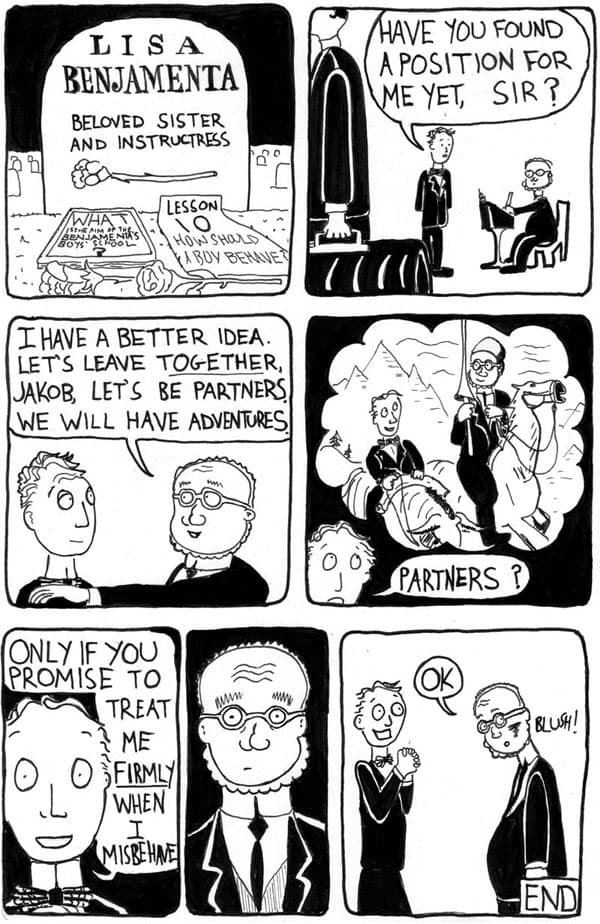 LISA
BENJAMENTA
BELOVED SISTER
AND INSTRUCTRESS
WHAT
IS THE AIM OF THE
BENJAMENTA'S
BOYS' SCHOOL
?
LESSON
10
HOW SHOULD
A BOY BEHAVE?
HAVE YOU FOUND
A POSITION FOR
ME YET, SIR?
I HAVE A BETTER IDEA.
LET'S LEAVE TOGETHER,
JAKOB, LET'S BE PARTNERS.
WE WILL HAVE ADVENTURES.
PARTNERS?
ONLY IF YOU
PROMISE TO
TREAT
ME
FIRMLY
WHEN
I
MISBEHAVE
OK
BLUSH!
END